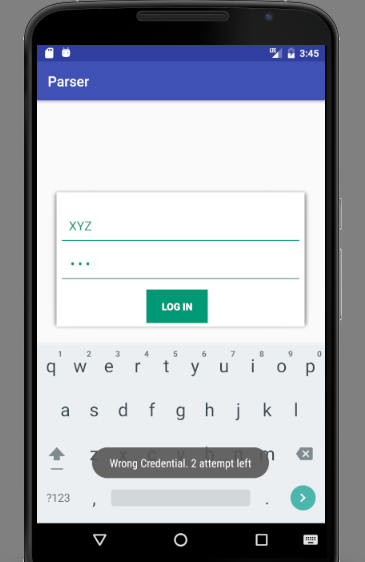 3:45
Parser
XYZ
...
LOG IN
1 2 3 4 5 6 7 8 9 0
q w e r t y u i o p
a s d f g h j k l
z x c v b n m
Wrong Credential. 2 attempt left
?123 , .